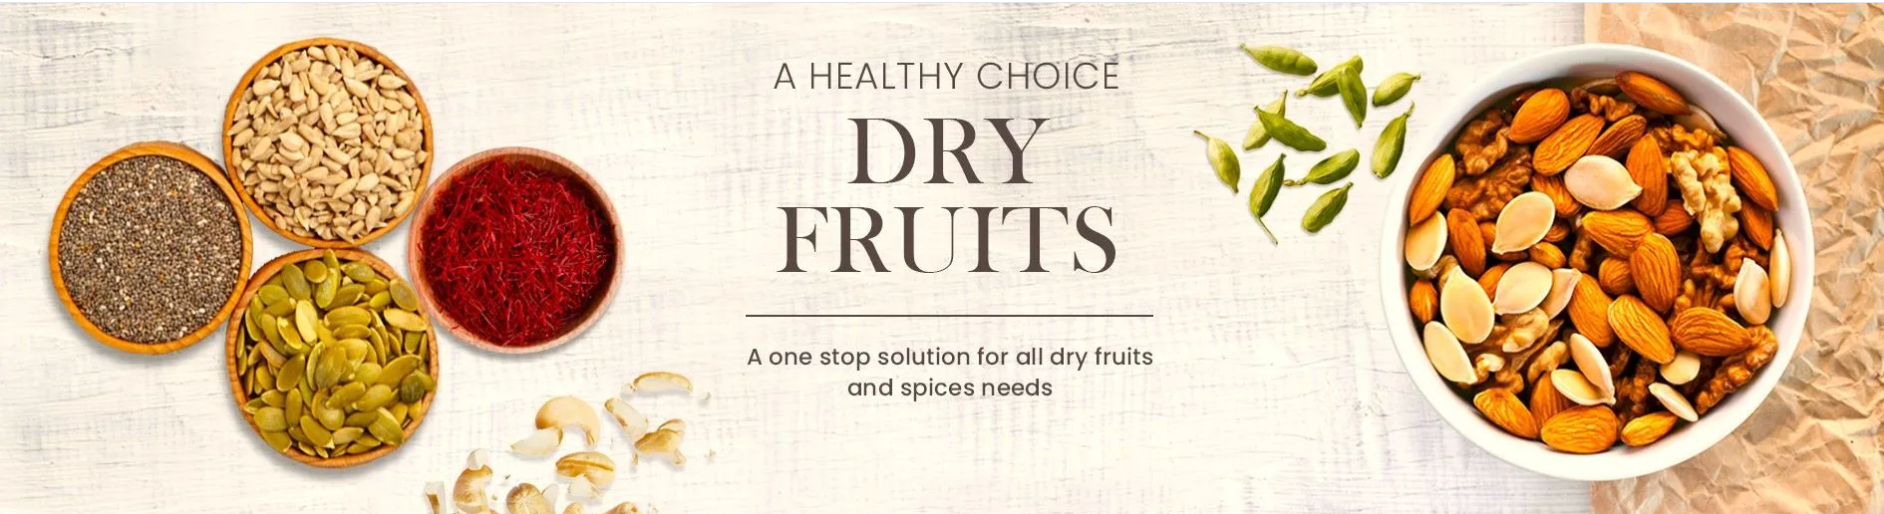 A HEALTHY CHOICE
DRY
FRUITS
A one stop solution for all dry fruits
and spices needs